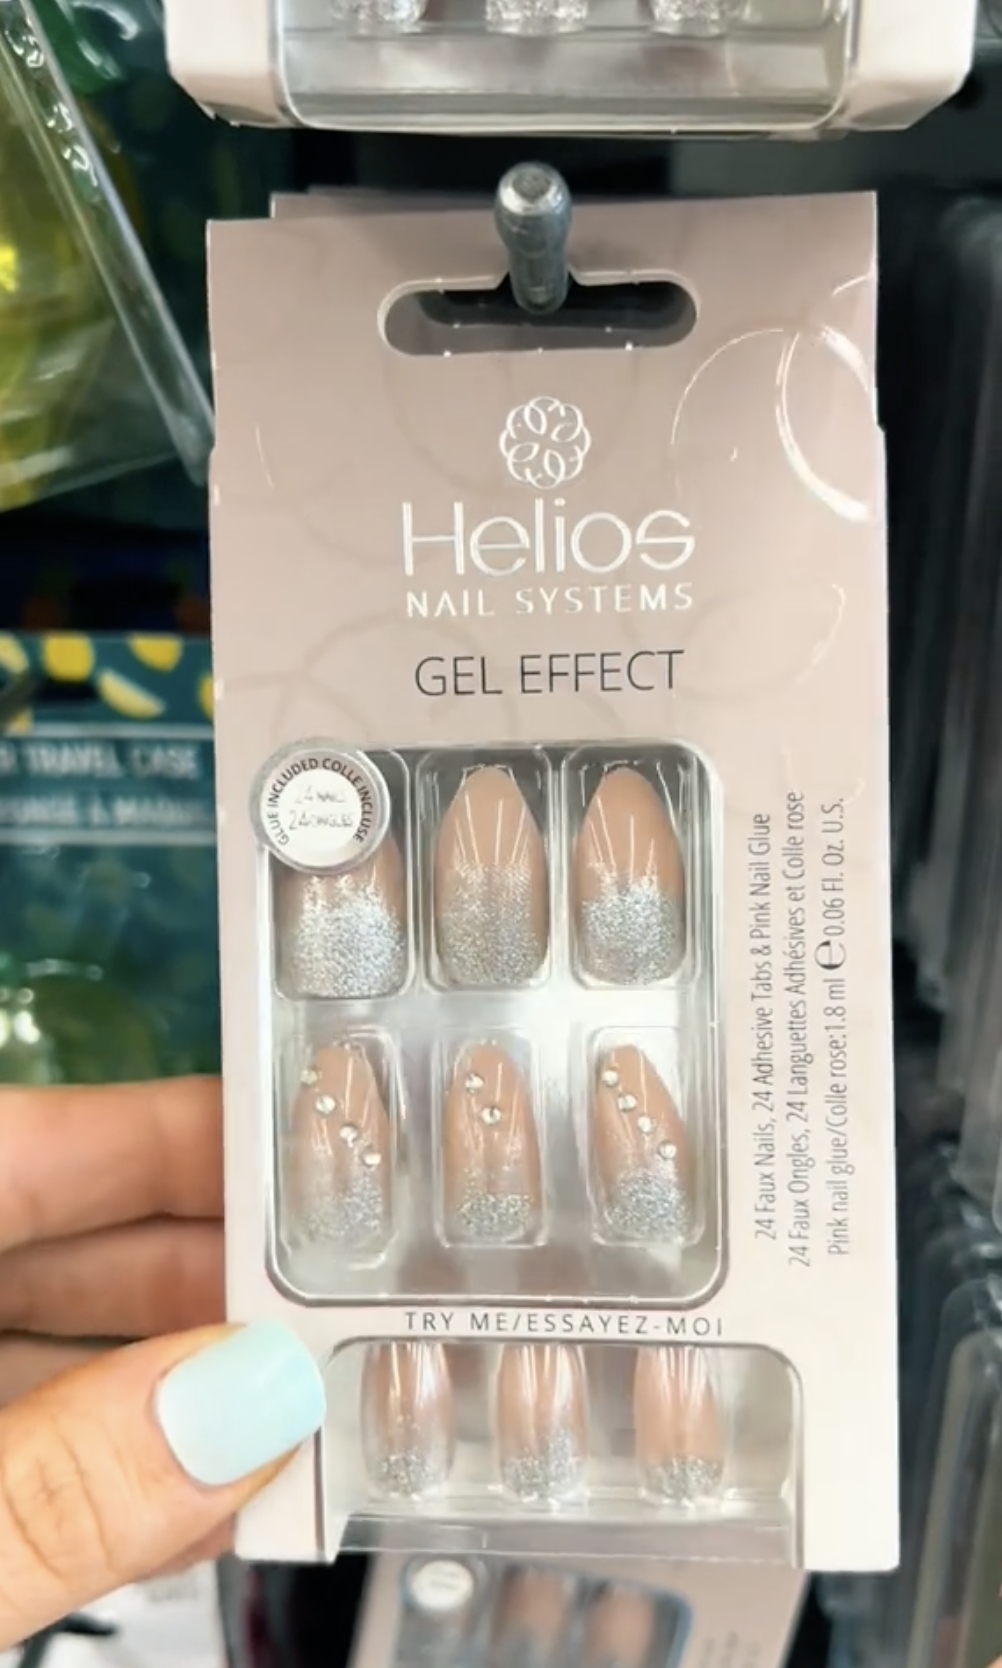 Helios
NAIL SYSTEMS
GEL EFFECT
GLUE INCLUDED COLLE INCLUSE
24 NAILS
24 ONGLES
24 Faux Nails, 24 Adhesive Tabs & Pink Nail Glue
24 Faux Ongles, 24 Languettes Adhésives et Colle rose
Pink nail glue/Colle rose:1.8 ml ℮ 0.06 Fl. Oz. U.S.
TRY ME/ESSAYEZ-MOI
TRAVEL CASE